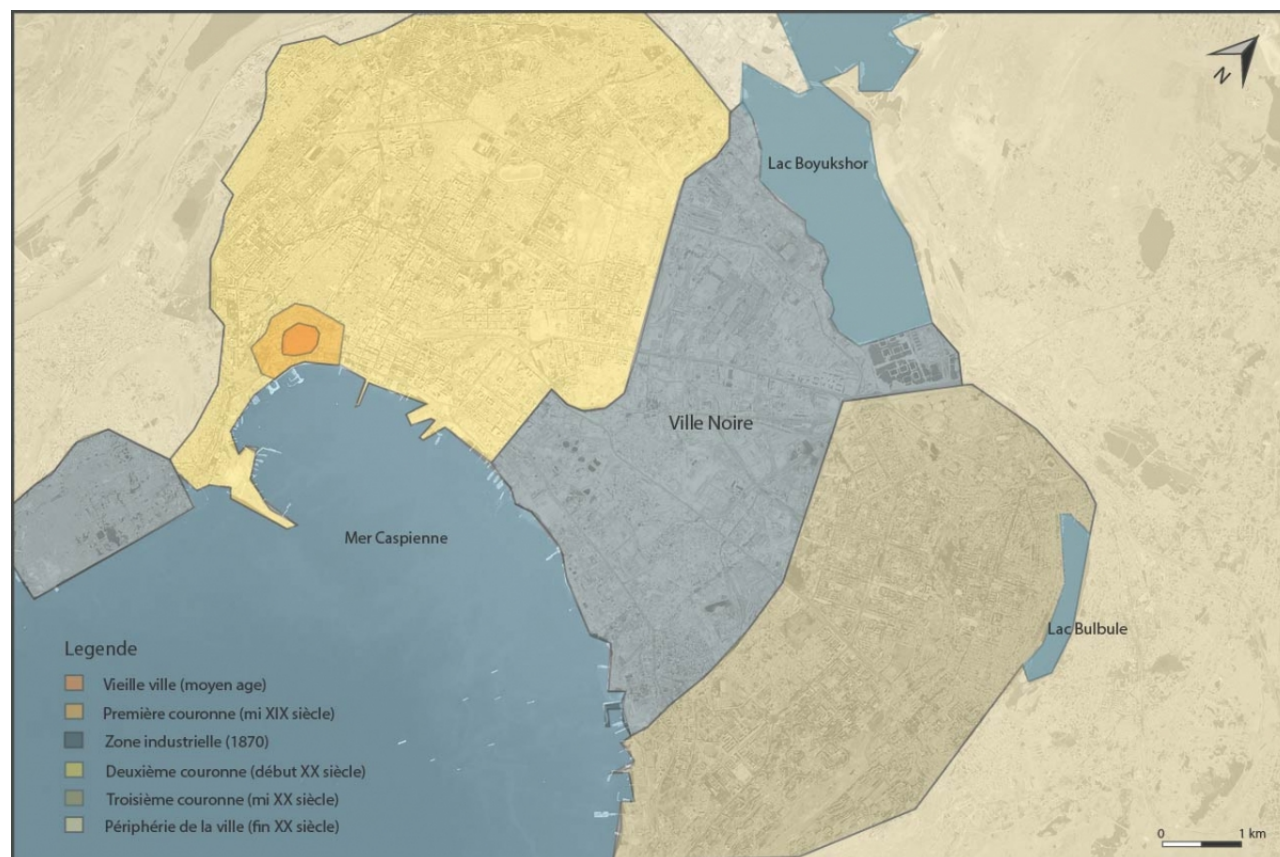 N
Lac Boyukshor
Ville Noire
Mer Caspienne
Lac Bulbule
Legende
Vieille ville (moyen age)
Première couronne (mi XIX siècle)
Zone industrielle (1870)
Deuxième couronne (début XX siècle)
Troisième couronne (mi XX siècle)
Périphérie de la ville (fin XX siècle)
0 1 km